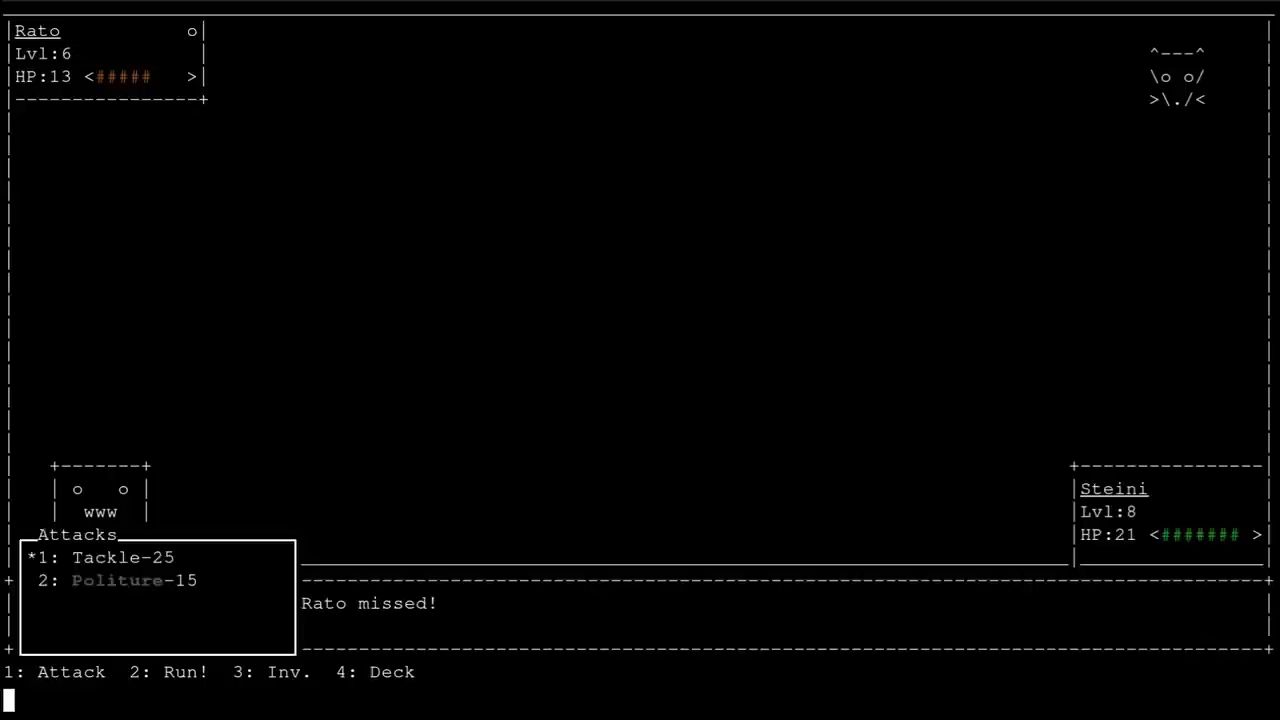 Rato o
Lvl:6
HP:13 <##### >
^---^
\o o/
>\./<
+-------+
| o   o |
|  www  |
Steini
Lvl:8
HP:21 <####### >
Attacks
*1: Tackle-25
2: Politure-15
Rato missed!
1: Attack  2: Run!  3: Inv.  4: Deck